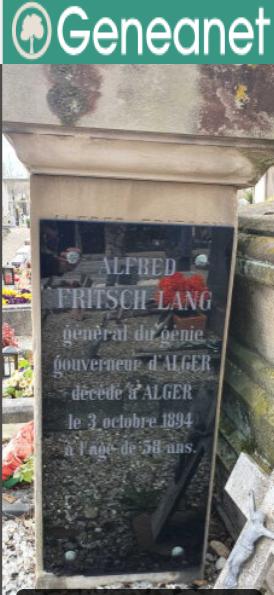 Geneanet
ALFRED
FRITSCH-LANG
général du génie
gouverneur d'ALGER
décédé à ALGER
le 3 octobre 1894
à l'âge de 58 ans.